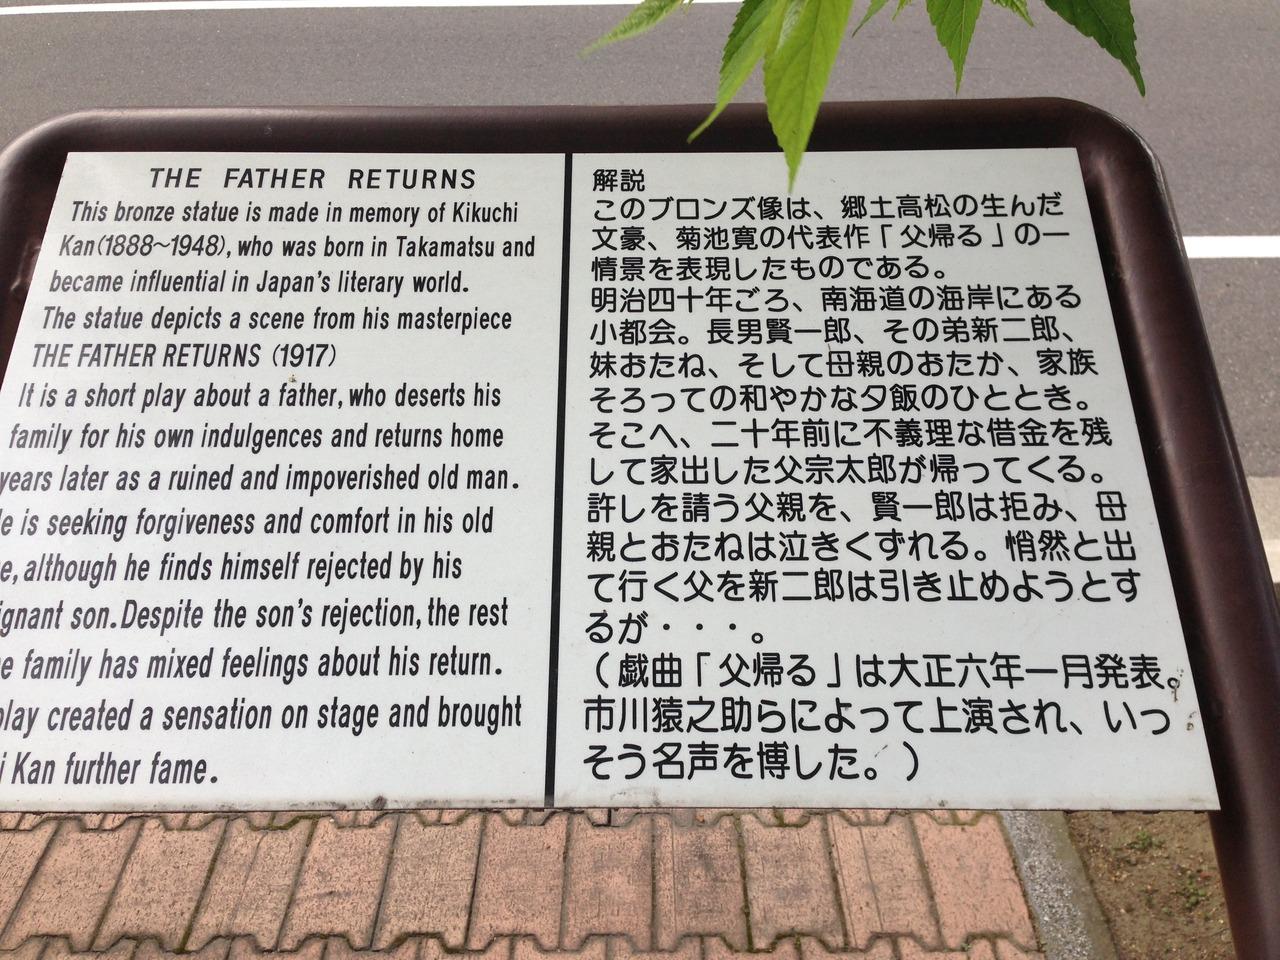 THE FATHER RETURNS
This bronze statue is made in memory of Kikuchi
Kan(1888~1948), who was born in Takamatsu and
became influential in Japan's literary world.
The statue depicts a scene from his masterpiece
THE FATHER RETURNS (1917)
It is a short play about a father, who deserts his
family for his own indulgences and returns home
years later as a ruined and impoverished old man.
is seeking forgiveness and comfort in his old
although he finds himself rejected by his
son. Despite the son's rejection, the rest
family has mixed feelings about his return.
play created a sensation on stage and brought
Kan further fame.
解説
このブロンズ像は、郷土高松の生んだ
文豪、菊池寛の代表作「父帰る」の一
情景を表現したものである。
明治四十年ごろ、南海道の海岸にある
小都会。長男賢一郎、その弟新二郎、
妹おたね、そして母親のおたか、家族
そろっての和やかな夕飯のひととき。
そこへ、二十年前に不義理な借金を残
して家出した父宗太郎が帰ってくる。
許しを請う父親を、賢一郎は拒み、母
親とおたねは泣きくずれる。悄然と出
て行く父を新二郎は引き止めようとす
るが・・・。
(戯曲「父帰る」は大正六年一月発表。
市川猿之助らによって上演され、いっ
そう名声を博した。)